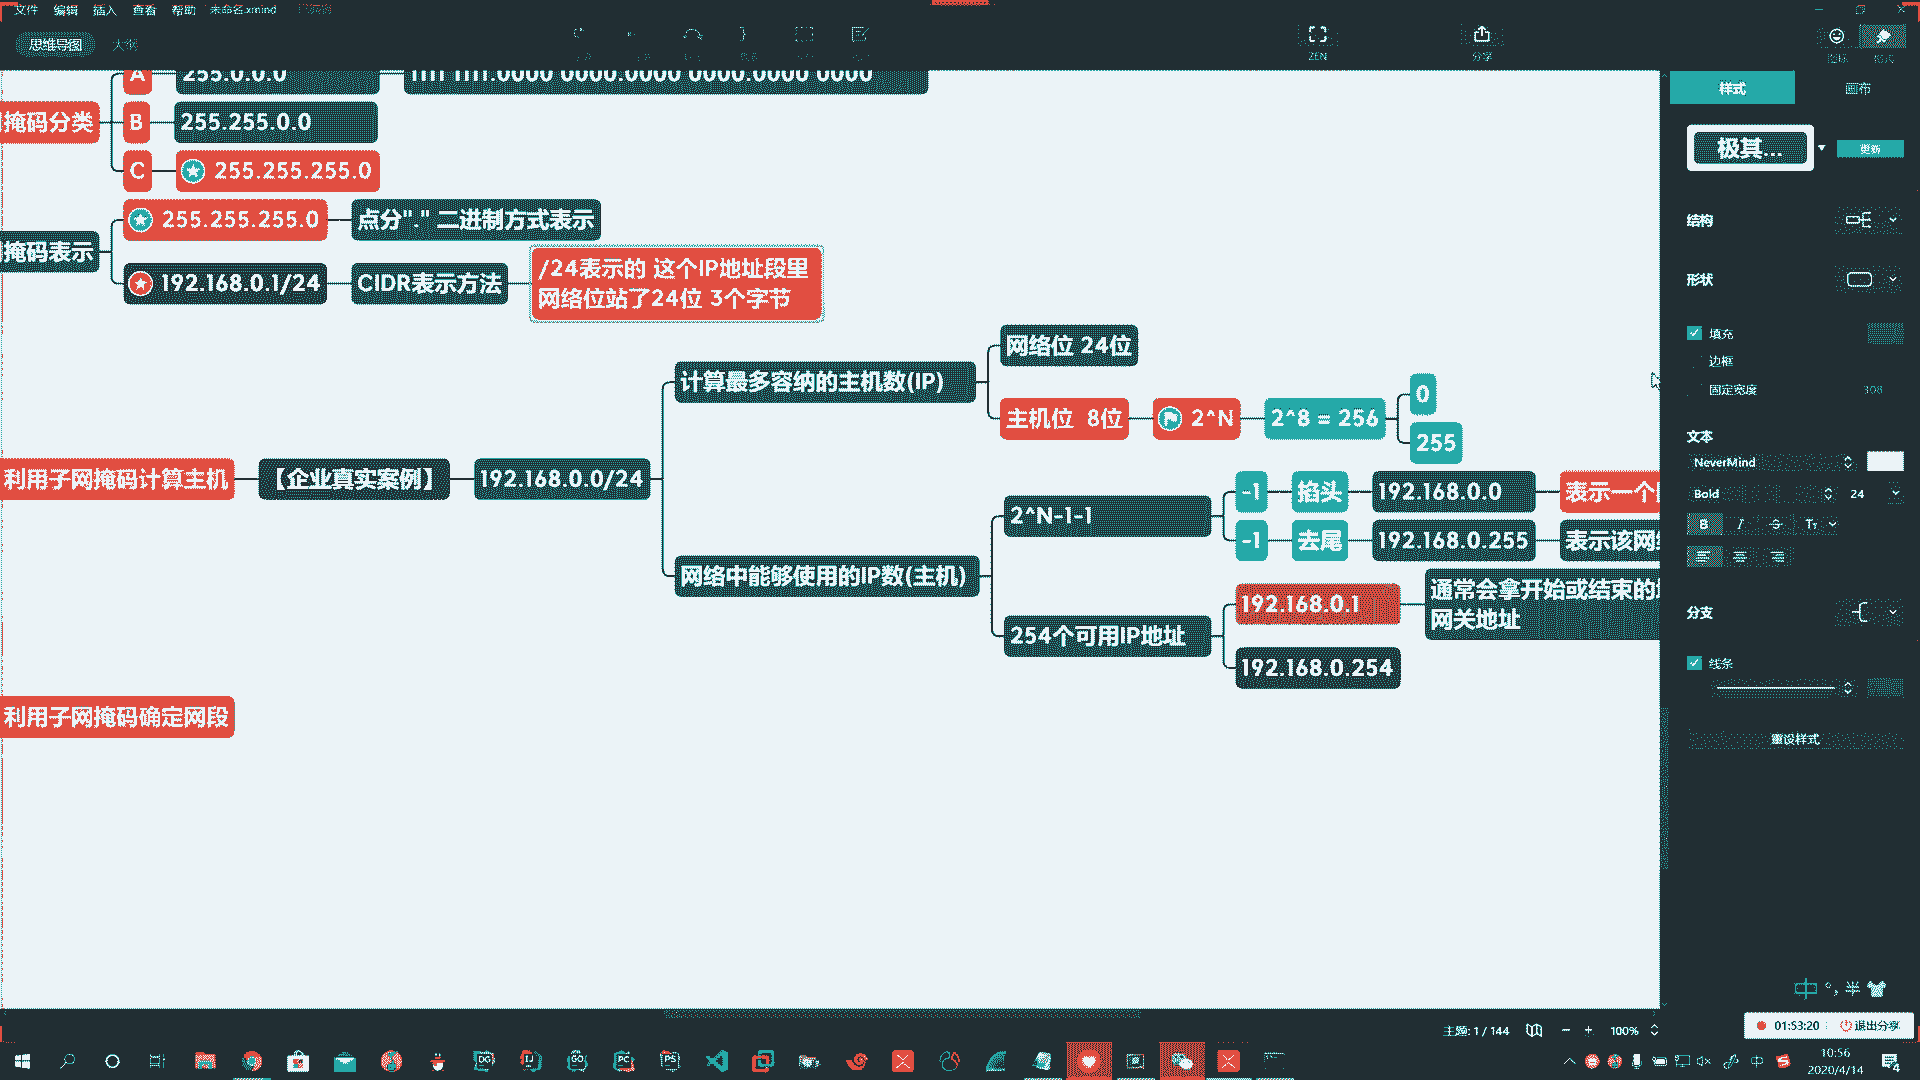 文件 编辑 插入 查看 帮助 未命名.xmind
思维导图 大纲
ZEN
分享
A
255.0.0.0
1111 1111.0000 0000.0000 0000.0000 0000
掩码分类
B
255.255.0.0
C
255.255.255.0
255.255.255.0
点分"." 二进制方式表示
掩码表示
192.168.0.1/24
CIDR表示方法
/24表示的 这个IP地址段里
网络位站了24位 3个字节
利用子网掩码计算主机
【企业真实案例】
192.168.0.0/24
计算最多容纳的主机数(IP)
网络位 24位
主机位 8位
2^N
2^8 = 256
0
255
网络中能够使用的IP数(主机)
2^N-1-1
-1
掐头
192.168.0.0
表示一个
-1
去尾
192.168.0.255
表示该网
254个可用IP地址
192.168.0.1
通常会拿开始或结束的
网关地址
192.168.0.254
利用子网掩码确定网段
样式
画布
极其...
更新
结构
形状
填充
边框
固定宽度
308
文本
NeverMind
Bold
24
B I S Tт
分支
线条
重设样式
中 °, 半
主题: 1 / 144
100%
01:53:20
退出分享
DG IJ GO PC PS
中
10:56
2020/4/14
4